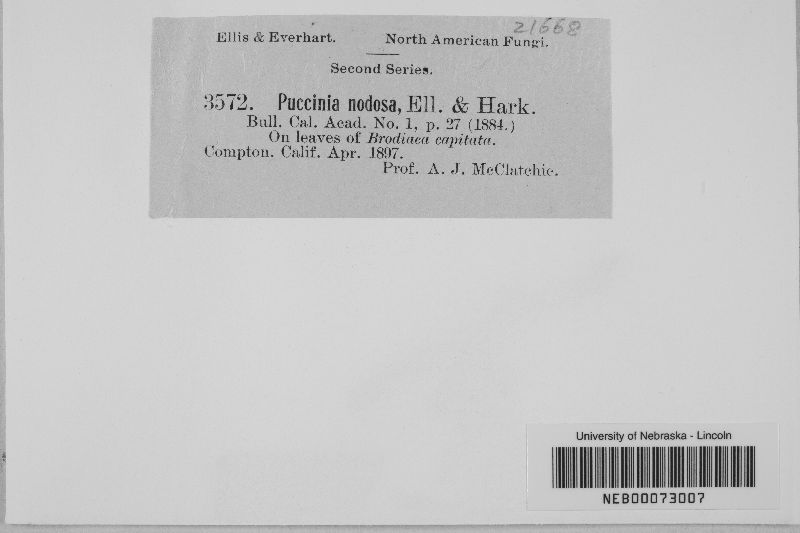 21668
Ellis & Everhart. North American Fungi.
Second Series.
3572. Puccinia nodosa, Ell. & Hark.
Bull. Cal. Acad. No. 1, p. 27 (1884.)
On leaves of Brodiaea capitata.
Compton. Calif. Apr. 1897.
Prof. A. J. McClatchie.
University of Nebraska - Lincoln
NEB00073007